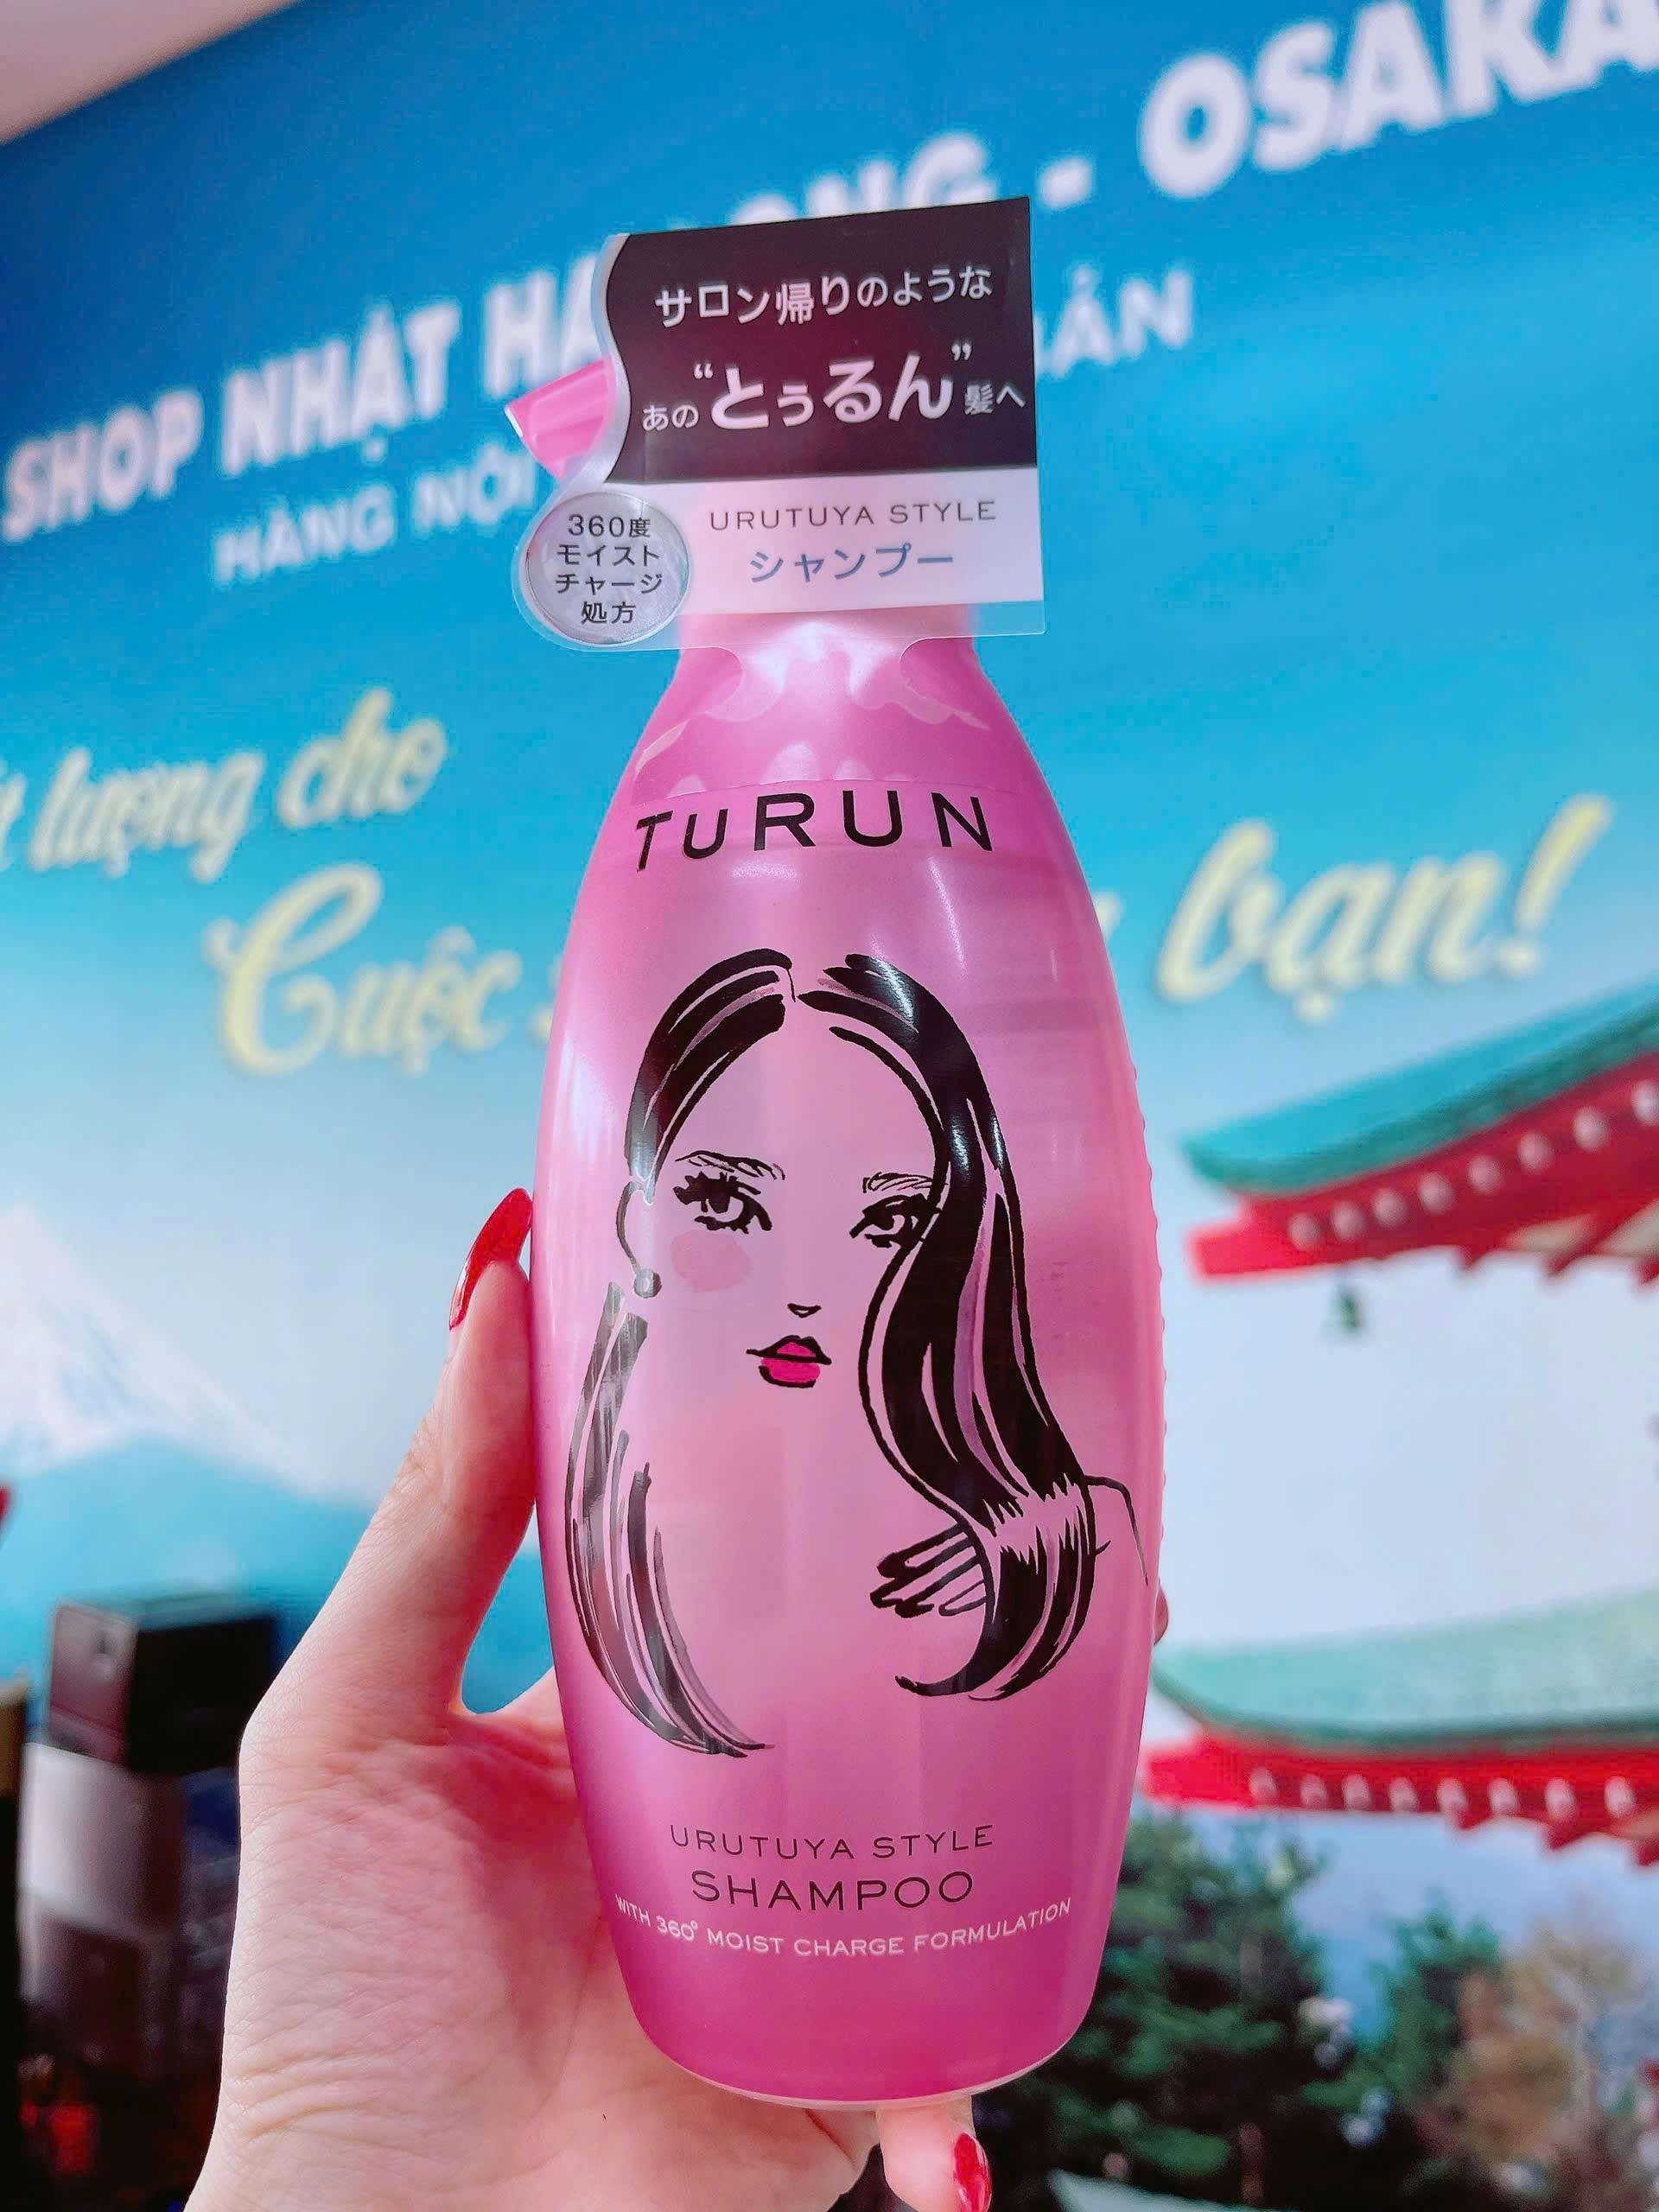 OSAKA
SHOP NHẬT
HÀNG NỘI
サロン帰りのような
あの“とぅるん”髪へ
URUTUYA STYLE
シャンプー
360度
モイスト
チャージ
処方
lượng cho
Cuộc
bạn!
TuRUN
URUTUYA STYLE
SHAMPOO
WITH 360° MOIST CHARGE FORMULATION